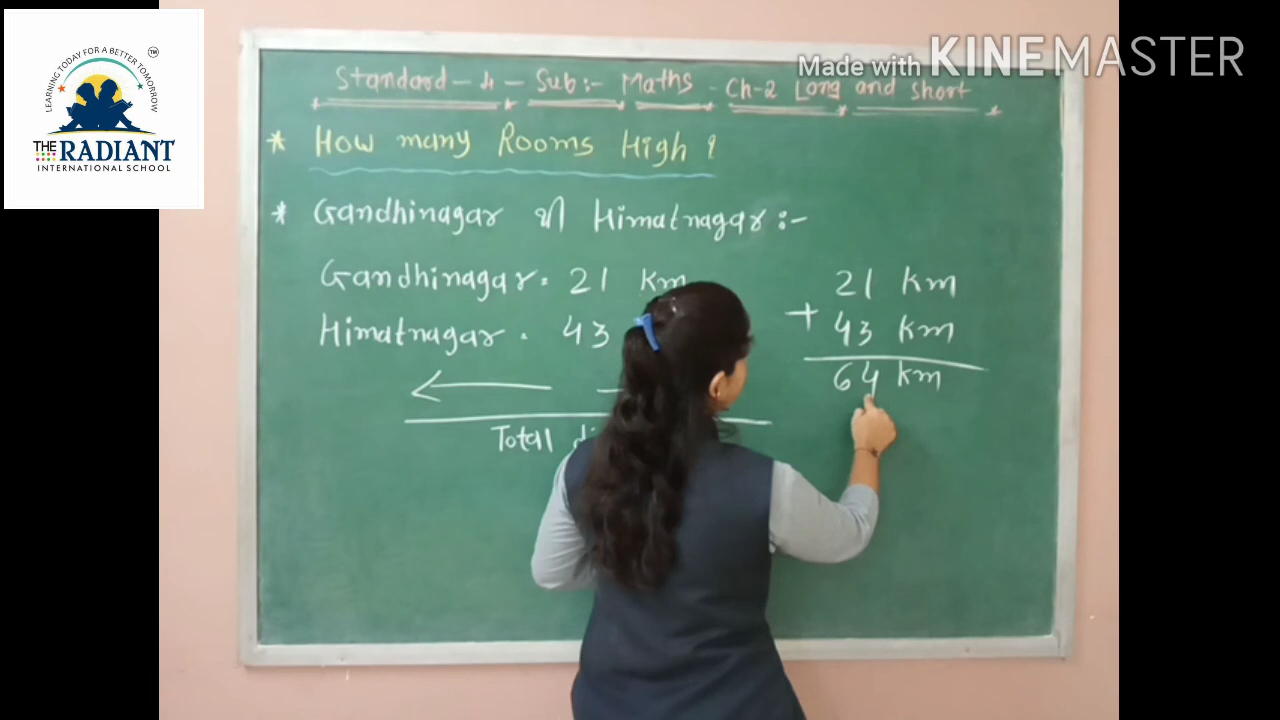 LEARNING TODAY FOR A BETTER TOMORROW
TM
THE RADIANT
INTERNATIONAL SCHOOL
Made with KINEMASTER
Standard - 4 - Sub:- Maths - Ch-2 Long and short
* How many Rooms High ?
* Gandhinagar થી Himatnagar :-
Gandhinagar = 21 km
Himatnagar = 43
Total
21 km
+ 43 km
64 km